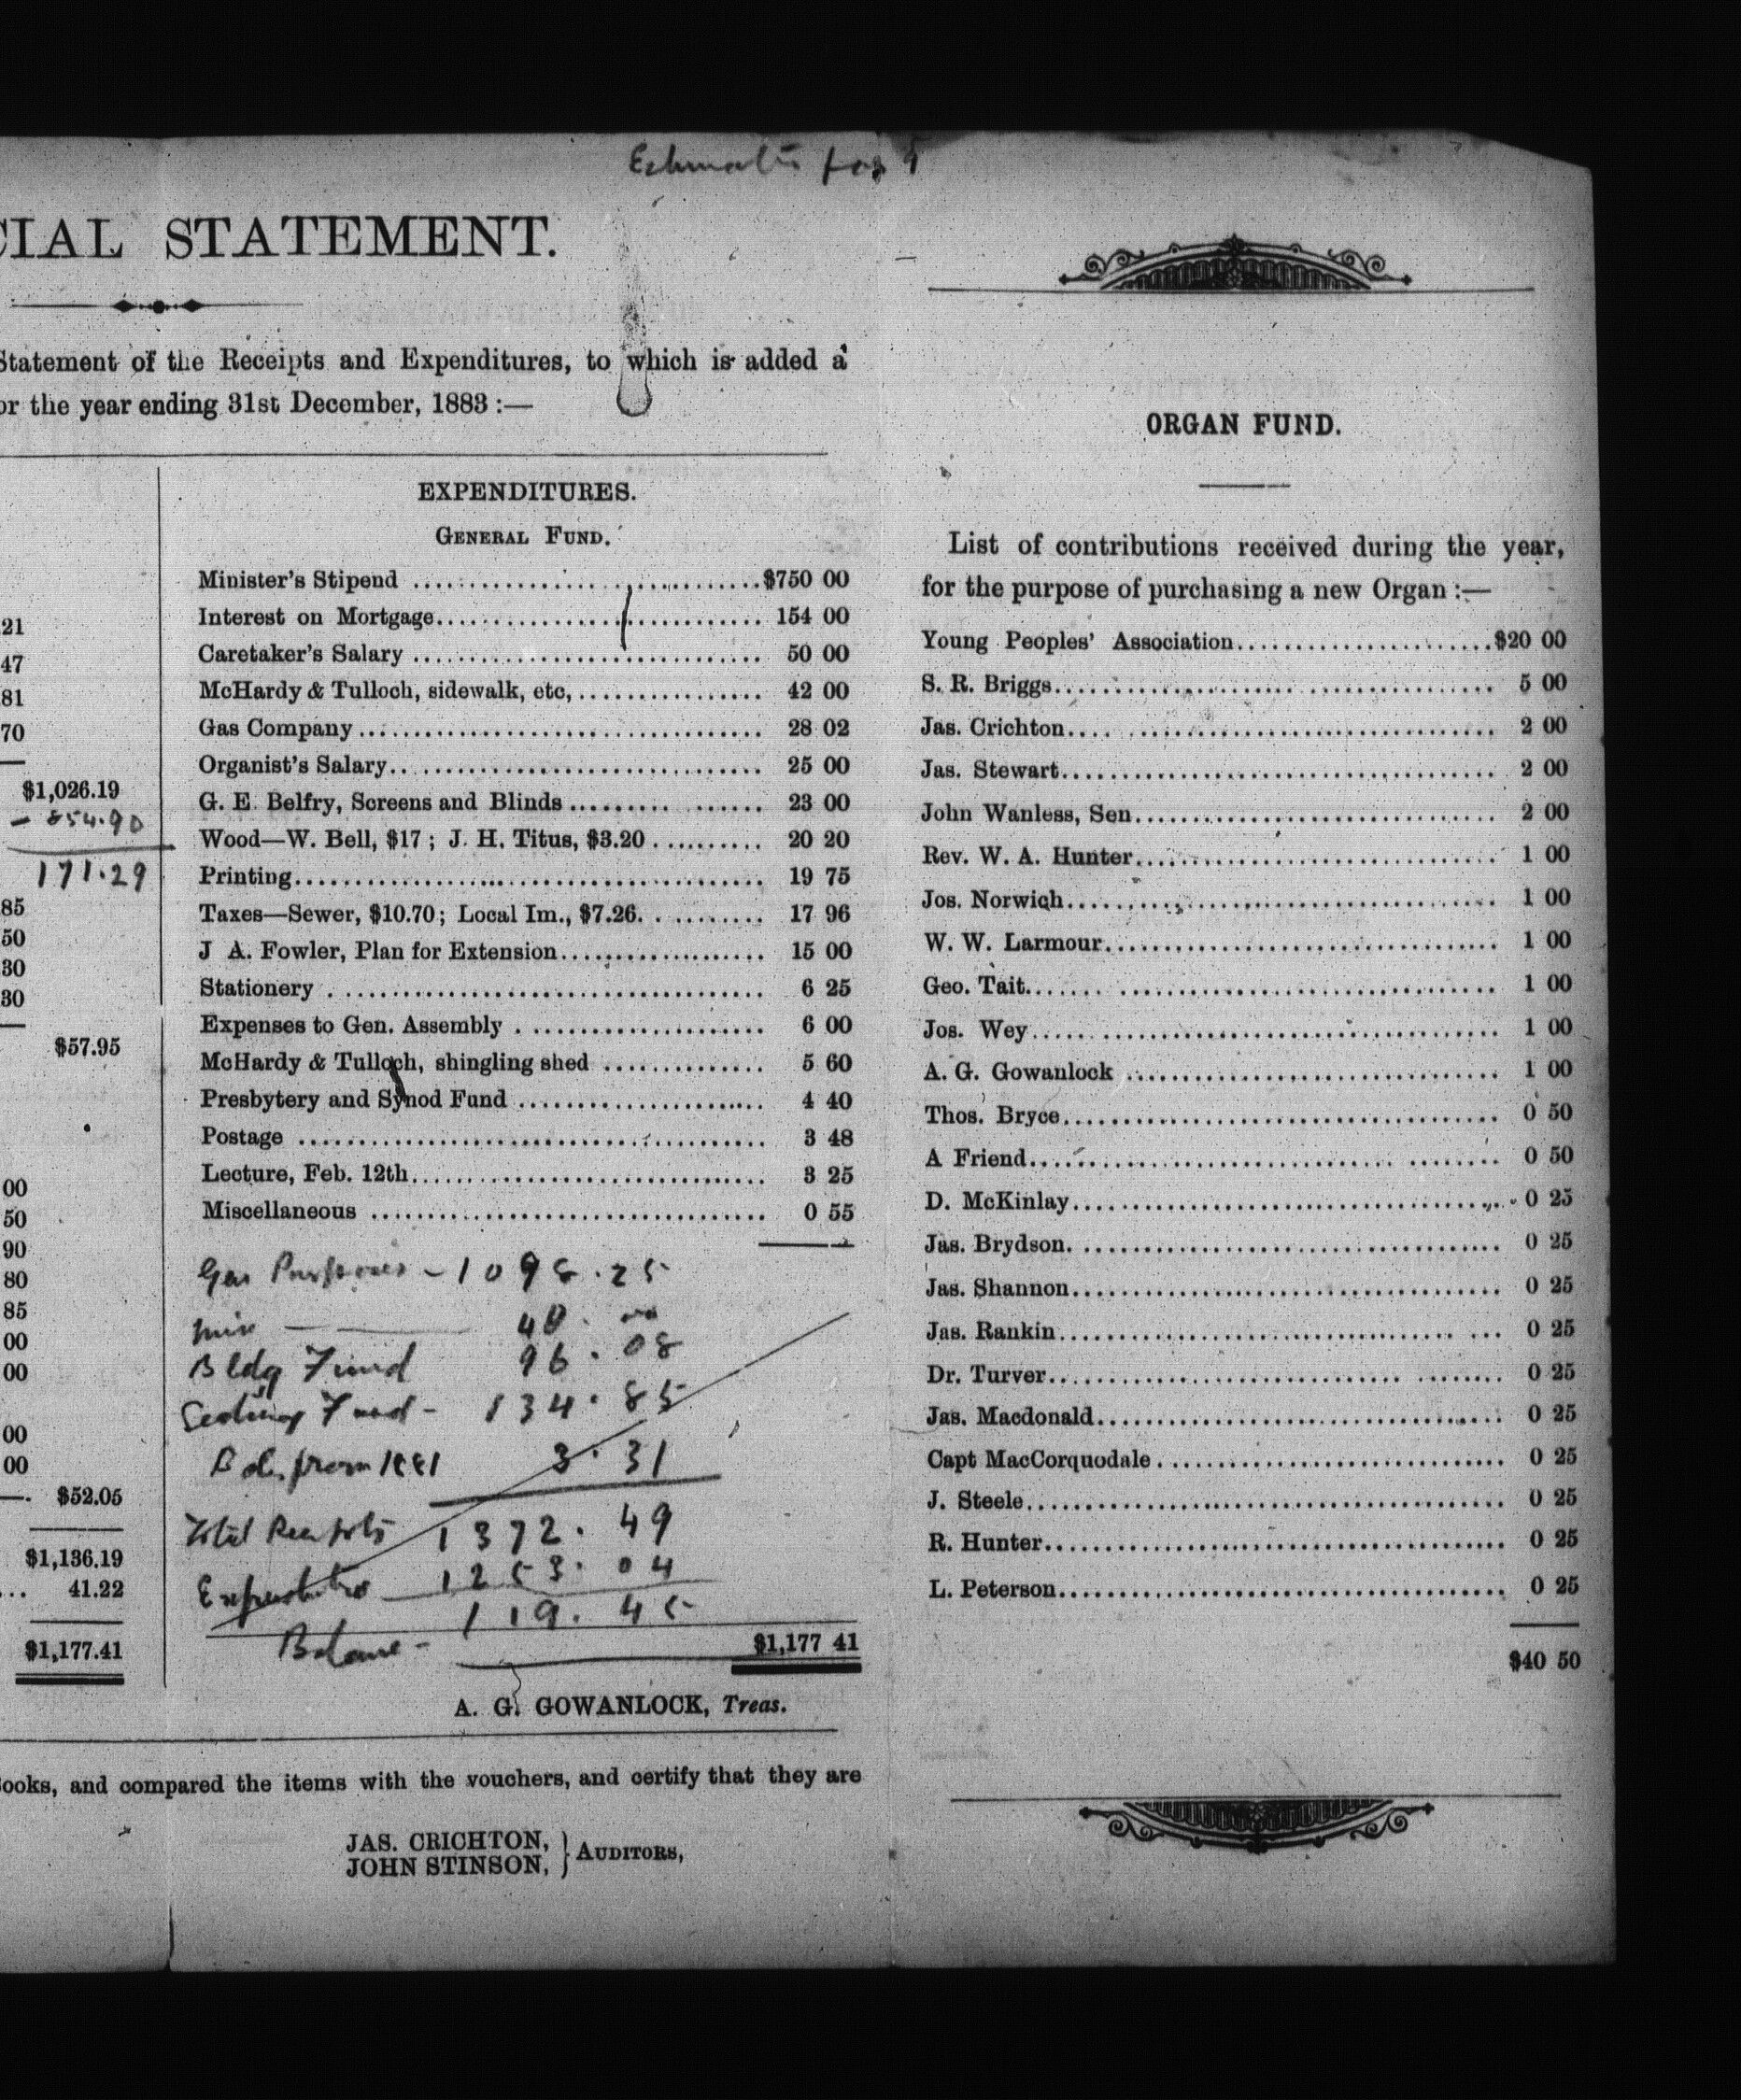 CIAL STATEMENT.
Statement of the Receipts and Expenditures, to which is added a
or the year ending 31st December, 1883 :—
21
47
81
70
$1,026.19
- 854.90
171.29
85
50
30
30
$57.95
00
50
90
80
85
00
00
00
00
$52.05
$1,136.19
... 41.22
$1,177.41
EXPENDITURES.
GENERAL FUND.
Minister's Stipend ........ $750 00
Interest on Mortgage........ 154 00
Caretaker's Salary ........ 50 00
McHardy & Tulloch, sidewalk, etc,........ 42 00
Gas Company........ 28 02
Organist's Salary........ 25 00
G. E. Belfry, Screens and Blinds ........ 23 00
Wood—W. Bell, $17 ; J. H. Titus, $3.20 ........ 20 20
Printing........ 19 75
Taxes—Sewer, $10.70; Local Im., $7.26. ........ 17 96
J A. Fowler, Plan for Extension........ 15 00
Stationery ........ 6 25
Expenses to Gen. Assembly ........ 6 00
McHardy & Tulloch, shingling shed ........ 5 60
Presbytery and Synod Fund ........ 4 40
Postage ........ 3 48
Lecture, Feb. 12th........ 3 25
Miscellaneous ........ 0 55
Gen Purposes - 1098.25
40.00
Bldg Fund 96.08
Seating Fund - 134.85
Bal. from 1881 3.31
Total Receipts 1372.49
Expenditure 1253.04
119.45
Balance -
$1,177 41
A. G. GOWANLOCK, Treas.
Books, and compared the items with the vouchers, and certify that they are
JAS. CRICHTON,
JOHN STINSON, } AUDITORS,
ORGAN FUND.
List of contributions received during the year,
for the purpose of purchasing a new Organ :—
Young Peoples' Association........ $20 00
S. R. Briggs........ 5 00
Jas. Crichton........ 2 00
Jas. Stewart........ 2 00
John Wanless, Sen........ 2 00
Rev. W. A. Hunter........ 1 00
Jos. Norwich........ 1 00
W. W. Larmour........ 1 00
Geo. Tait........ 1 00
Jos. Wey........ 1 00
A. G. Gowanlock ........ 1 00
Thos. Bryce........ 0 50
A Friend........ 0 50
D. McKinlay........ 0 25
Jas. Brydson. ........ 0 25
Jas. Shannon........ 0 25
Jas. Rankin........ 0 25
Dr. Turver........ 0 25
Jas. Macdonald........ 0 25
Capt MacCorquodale ........ 0 25
J. Steele........ 0 25
R. Hunter........ 0 25
L. Peterson........ 0 25
$40 50